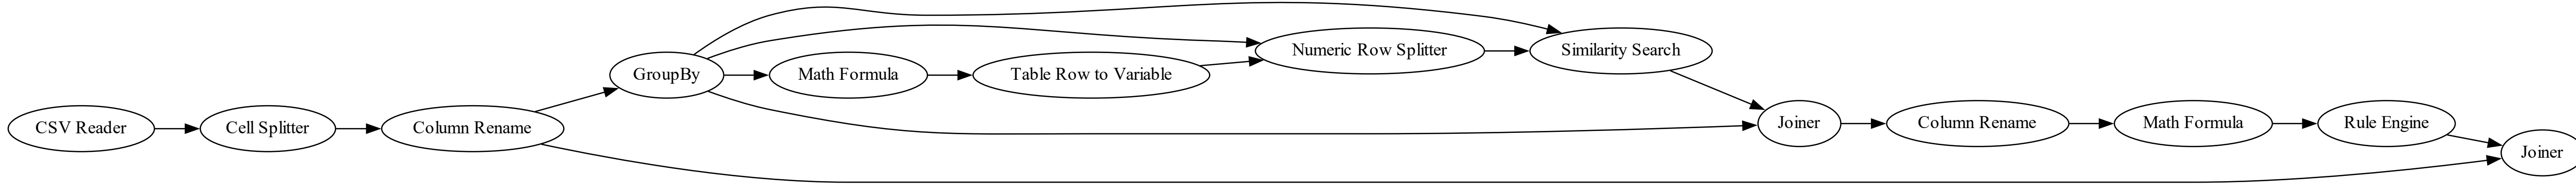 CSV Reader
Cell Splitter
Column Rename
GroupBy
Math Formula
Table Row to Variable
Numeric Row Splitter
Similarity Search
Joiner
Column Rename
Math Formula
Rule Engine
Joiner